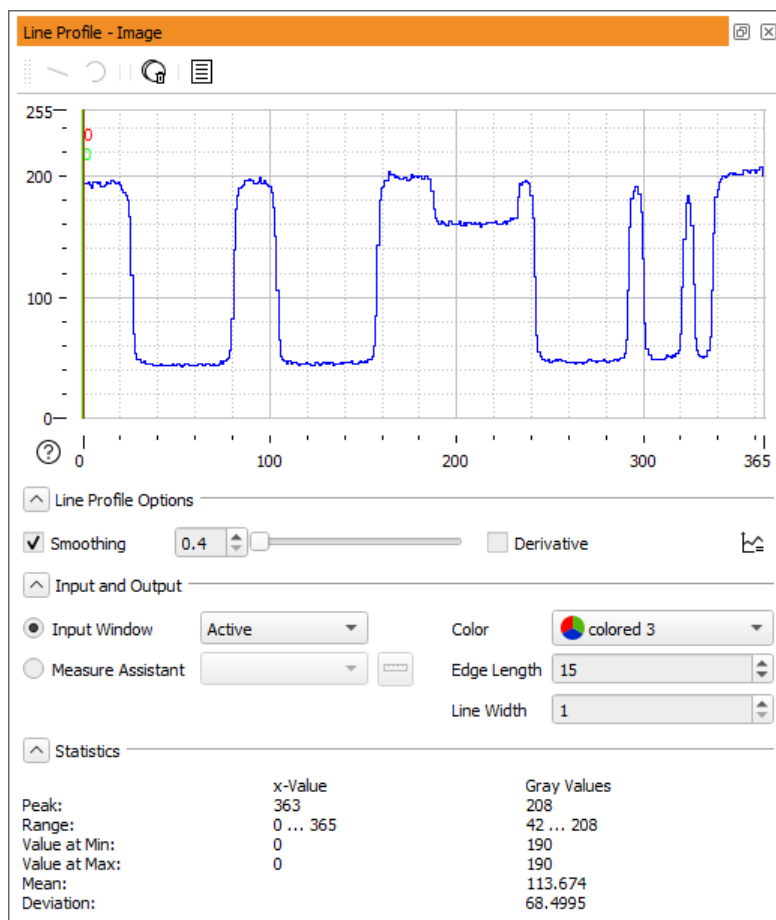 Line Profile - Image
255
0
0
200
100
0
0 100 200 300 365
Line Profile Options
Smoothing 0.4 Derivative
Input and Output
Input Window Active Color colored 3
Measure Assistant Edge Length 15
Line Width 1
Statistics
x-Value Gray Values
Peak: 363 208
Range: 0 ... 365 42 ... 208
Value at Min: 0 190
Value at Max: 0 190
Mean: 113.674
Deviation: 68.4995